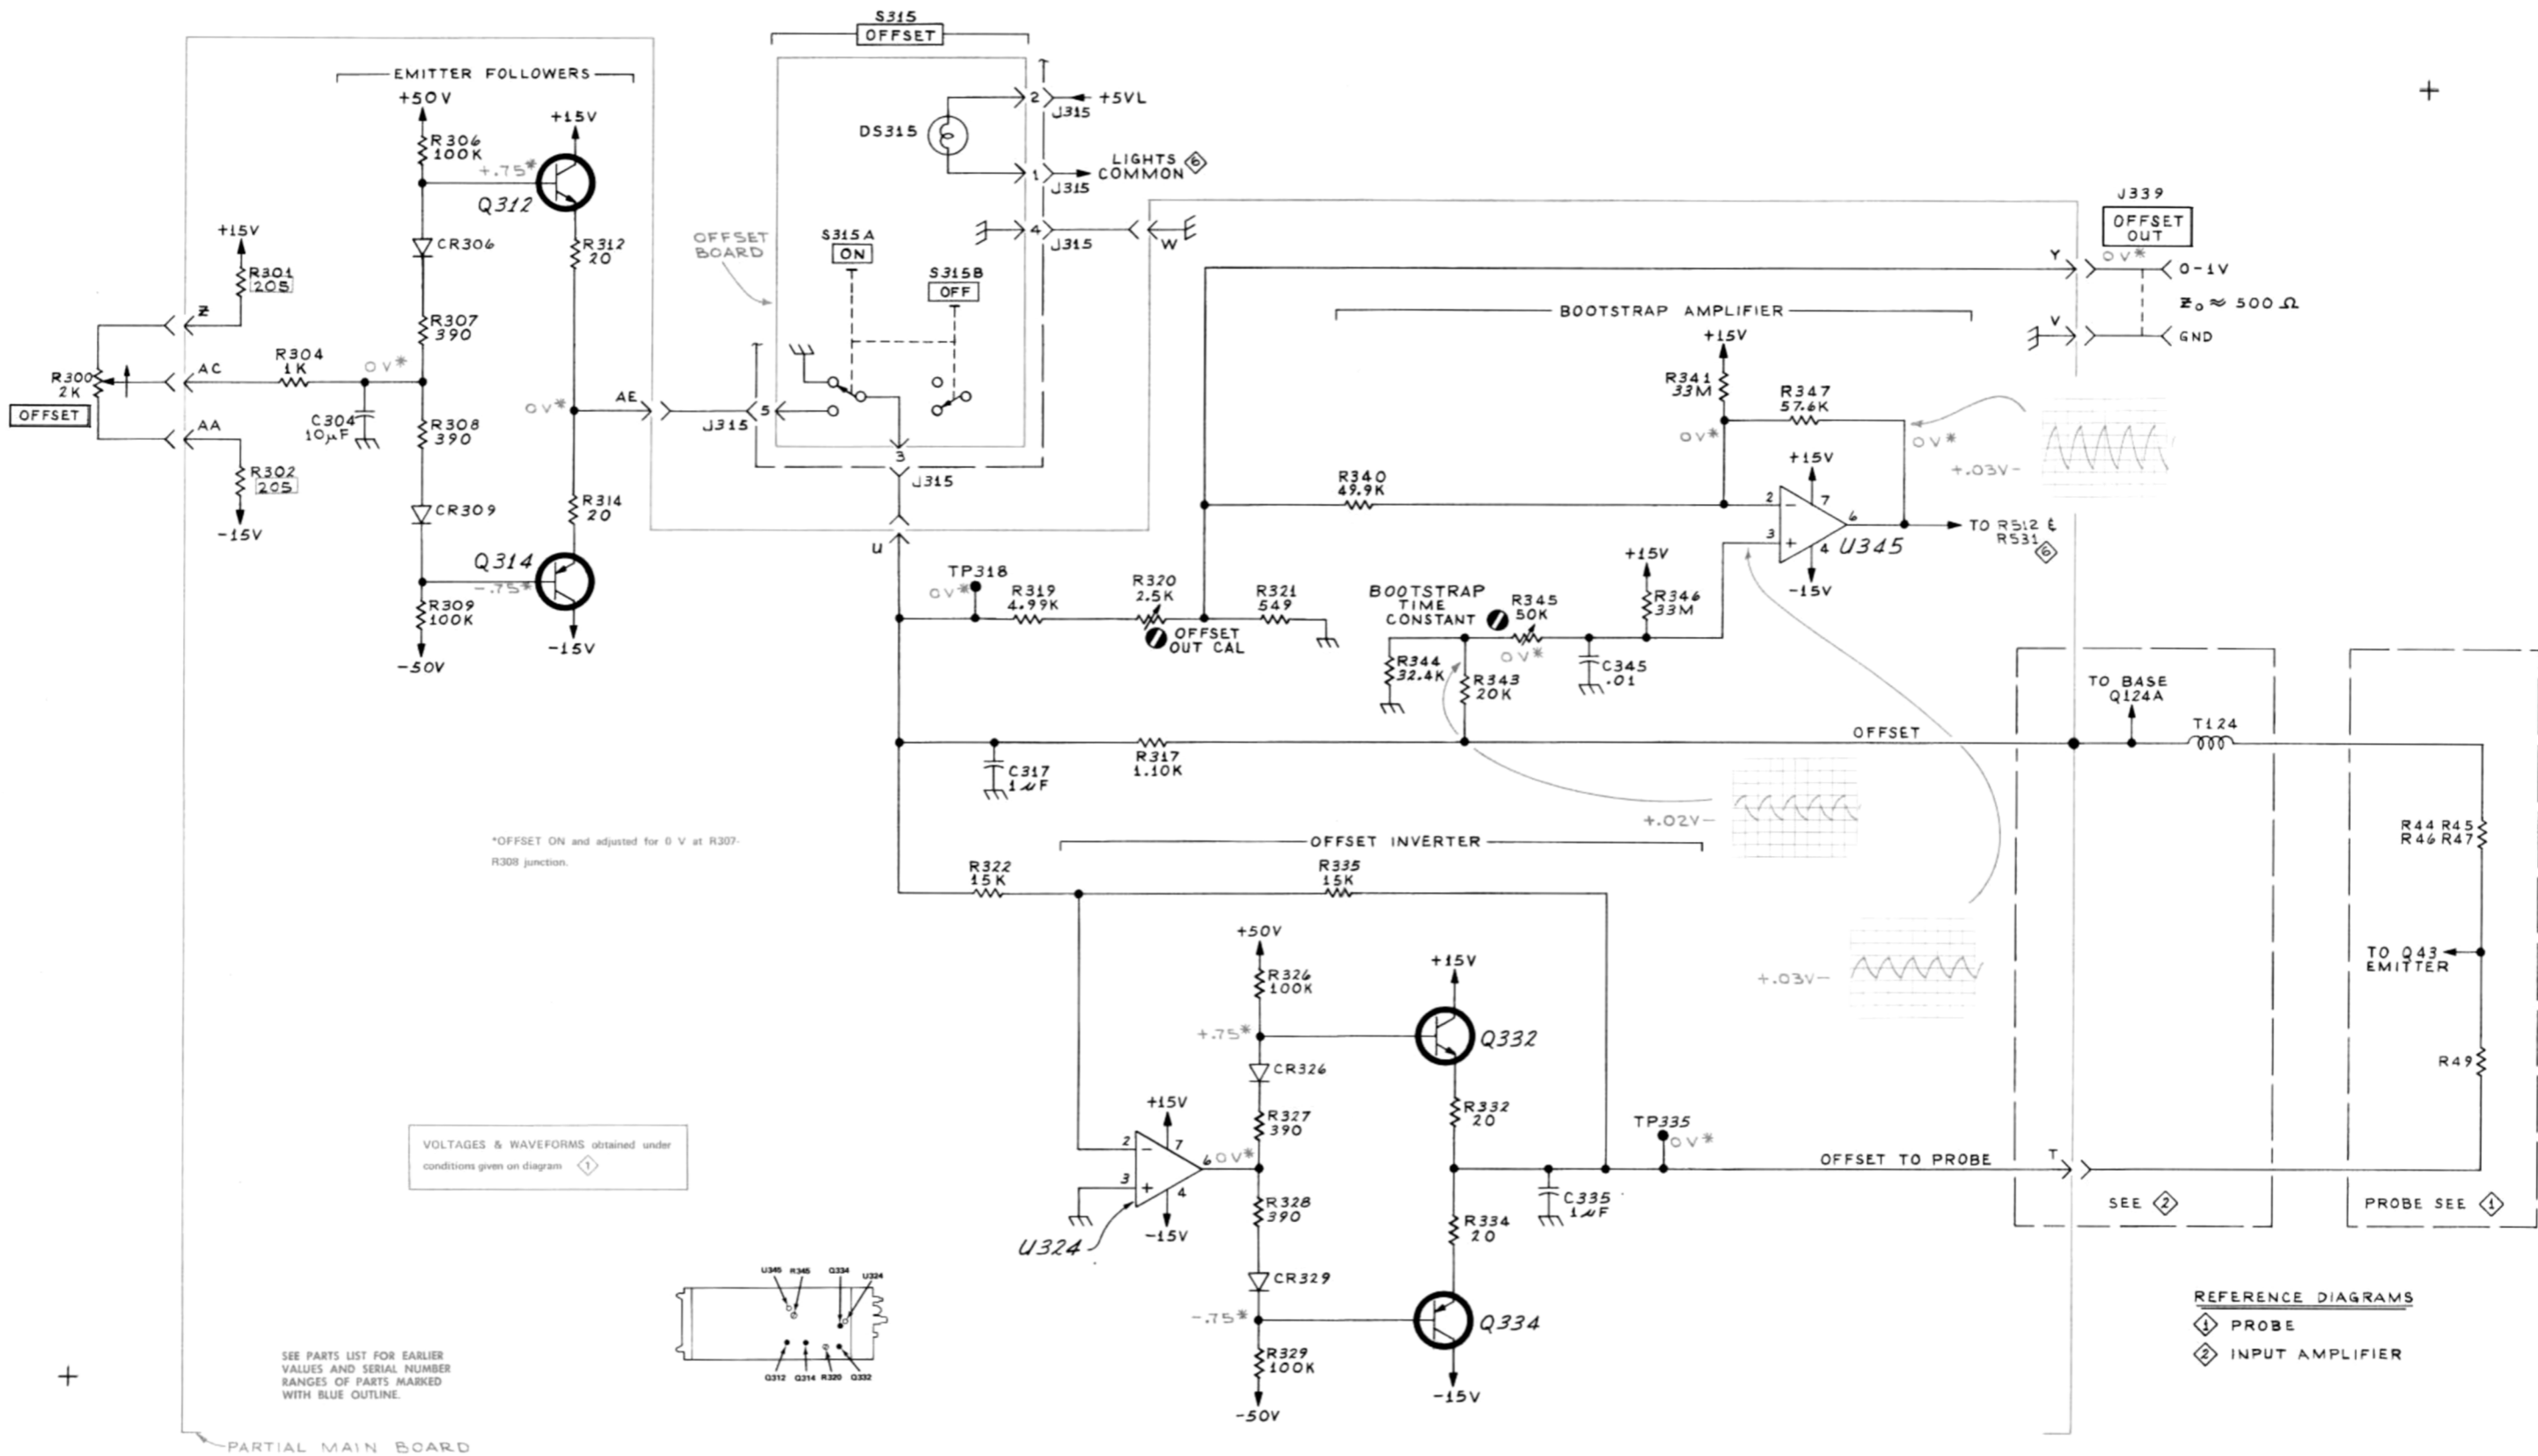 S315
OFFSET
EMITTER FOLLOWERS
+50V
+15V
R306
100K
+.75*
Q312
CR306
R312
20
+15V
R301
205
Z
R307
390
R300
2K
OFFSET
AC
R304
1K
0V*
C304
10µF
AA
R308
390
R302
205
-15V
0V*
CR309
R314
20
Q314
-.75*
R309
100K
-50V
-15V
AE
J315
5
DS315
2
+5VL
J315
1
LIGHTS
COMMON
6
J315
4
J315
W
OFFSET
BOARD
S315A
ON
S315B
OFF
3
J315
U
J339
OFFSET
OUT
0V*
Y
0-1V
Z₀ ≈ 500 Ω
V
GND
BOOTSTRAP AMPLIFIER
+15V
R341
33M
R347
57.6K
0V*
0V*
+.03V-
+15V
R340
49.9K
2
7
-
6
3
+
4
U345
-15V
TO R512 &
R531
6
TP318
0V*
R319
4.99K
R320
2.5K
OFFSET
OUT CAL
R321
549
BOOTSTRAP
TIME
CONSTANT
R345
50K
+15V
R346
33M
0V*
R344
32.4K
R343
20K
C345
.01
OFFSET
C317
1µF
R317
1.10K
+.02V-
TO BASE
Q124A
T124
R44 R45
R46 R47
TO Q43
EMITTER
R49
*OFFSET ON and adjusted for 0 V at R307-
R308 junction.
OFFSET INVERTER
R322
15K
R335
15K
+.03V-
+50V
R326
100K
+.75*
+15V
Q332
CR326
R327
390
R332
20
+15V
2
7
-
6
0V*
3
+
4
-15V
U324
R328
390
CR329
-.75*
R329
100K
-50V
R334
20
Q334
-15V
C335
1µF
TP335
0V*
OFFSET TO PROBE
T
SEE 2
PROBE SEE 1
VOLTAGES & WAVEFORMS obtained under
conditions given on diagram 1
U345 R345 Q334 U324
Q312 Q314 R320 Q332
REFERENCE DIAGRAMS
1 PROBE
2 INPUT AMPLIFIER
SEE PARTS LIST FOR EARLIER
VALUES AND SERIAL NUMBER
RANGES OF PARTS MARKED
WITH BLUE OUTLINE.
PARTIAL MAIN BOARD